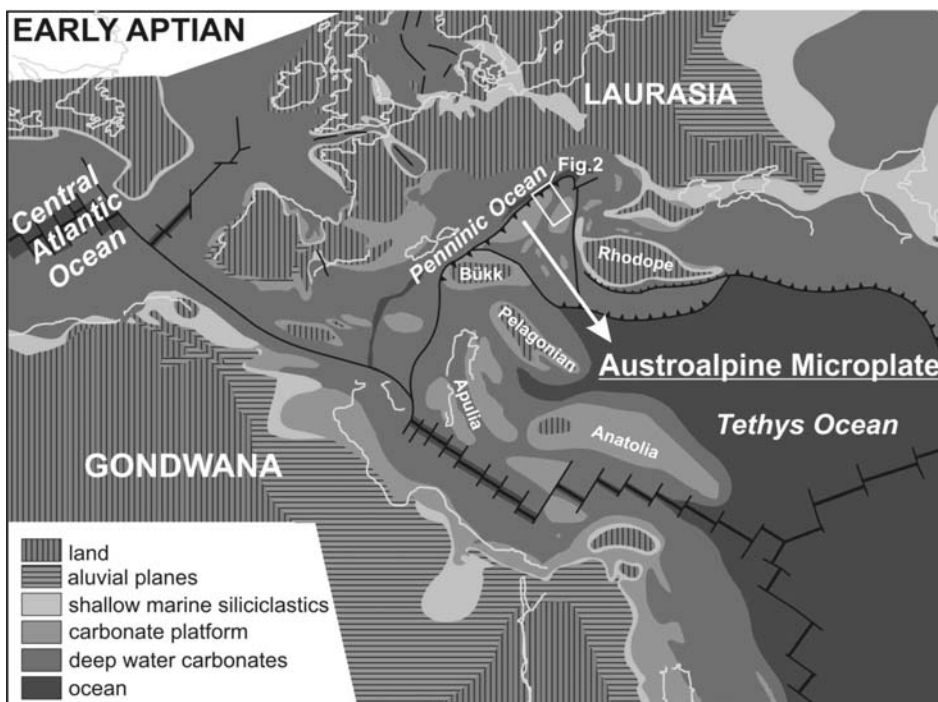 EARLY APTIAN
LAURASIA
Fig.2
Central
Atlantic
Ocean
Penninic Ocean
Rhodope
Bükk
Pelagonian
Austroalpine Microplate
Apulia
Tethys Ocean
Anatolia
GONDWANA
land
aluvial planes
shallow marine siliciclastics
carbonate platform
deep water carbonates
ocean